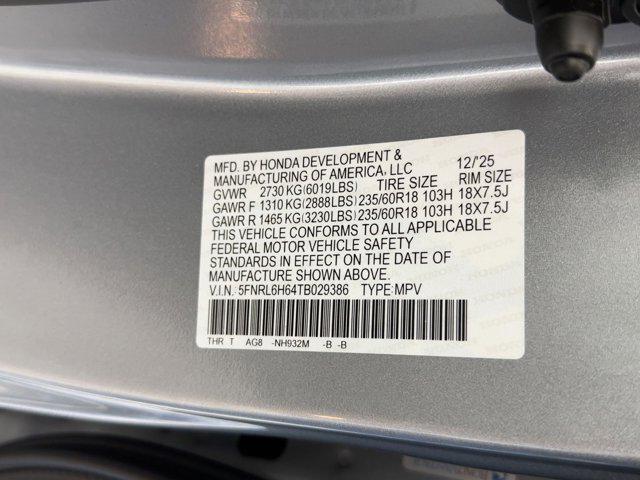 MFD. BY HONDA DEVELOPMENT &
MANUFACTURING OF AMERICA, LLC 12/'25
GVWR 2730 KG(6019LBS) TIRE SIZE RIM SIZE
GAWR F 1310 KG(2888LBS) 235/60R18 103H 18X7.5J
GAWR R 1465 KG(3230LBS) 235/60R18 103H 18X7.5J
THIS VEHICLE CONFORMS TO ALL APPLICABLE
FEDERAL MOTOR VEHICLE SAFETY
STANDARDS IN EFFECT ON THE DATE OF
MANUFACTURE SHOWN ABOVE.
V.I.N: 5FNRL6H64TB029386 TYPE:MPV
THR T AG8 -NH932M -B -B